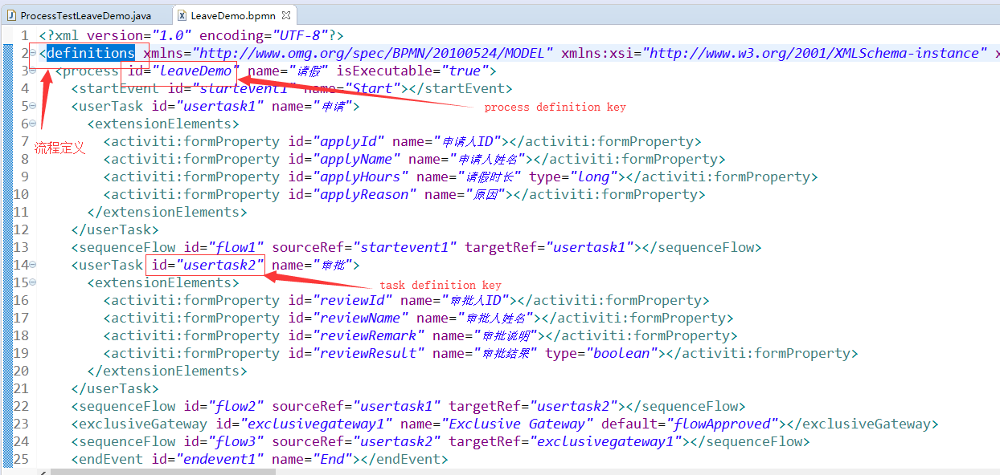 ProcessTestLeaveDemo.java LeaveDemo.bpmn
1 <?xml version="1.0" encoding="UTF-8"?>
2 <definitions xmlns="http://www.omg.org/spec/BPMN/20100524/MODEL" xmlns:xsi="http://www.w3.org/2001/XMLSchema-instance" x
3 <process id="leaveDemo" name="请假" isExecutable="true">
4 <startEvent id="startevent1" name="Start"></startEvent>
process definition key
5 <userTask id="usertask1" name="申请">
6 <extensionElements>
7 <activiti:formProperty id="applyId" name="申请人ID"></activiti:formProperty>
流程定义
8 <activiti:formProperty id="applyName" name="申请人姓名"></activiti:formProperty>
9 <activiti:formProperty id="applyHours" name="请假时长" type="long"></activiti:formProperty>
10 <activiti:formProperty id="applyReason" name="原因"></activiti:formProperty>
11 </extensionElements>
12 </userTask>
13 <sequenceFlow id="flow1" sourceRef="startevent1" targetRef="usertask1"></sequenceFlow>
14 <userTask id="usertask2" name="审批">
15 <extensionElements>
task definition key
16 <activiti:formProperty id="reviewId" name="审批人ID"></activiti:formProperty>
17 <activiti:formProperty id="reviewName" name="审批人姓名"></activiti:formProperty>
18 <activiti:formProperty id="reviewRemark" name="审批说明"></activiti:formProperty>
19 <activiti:formProperty id="reviewResult" name="审批结果" type="boolean"></activiti:formProperty>
20 </extensionElements>
21 </userTask>
22 <sequenceFlow id="flow2" sourceRef="usertask1" targetRef="usertask2"></sequenceFlow>
23 <exclusiveGateway id="exclusivegateway1" name="Exclusive Gateway" default="flowApproved"></exclusiveGateway>
24 <sequenceFlow id="flow3" sourceRef="usertask2" targetRef="exclusivegateway1"></sequenceFlow>
25 <endEvent id="endevent1" name="End"></endEvent>